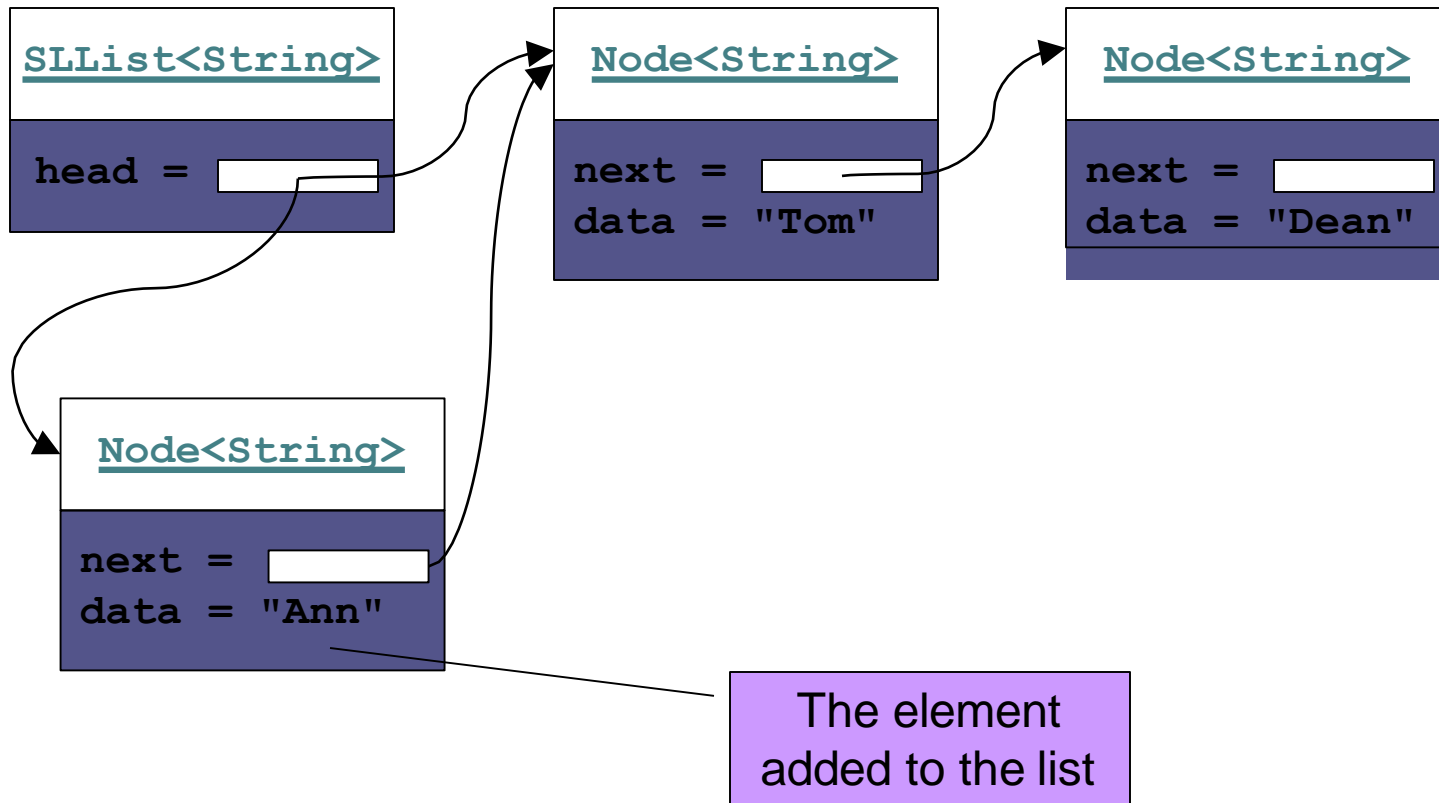 SLList<String>
head =
Node<String>
next =
data = "Tom"
Node<String>
next =
data = "Dean"
Node<String>
next =
data = "Ann"
The element
added to the list